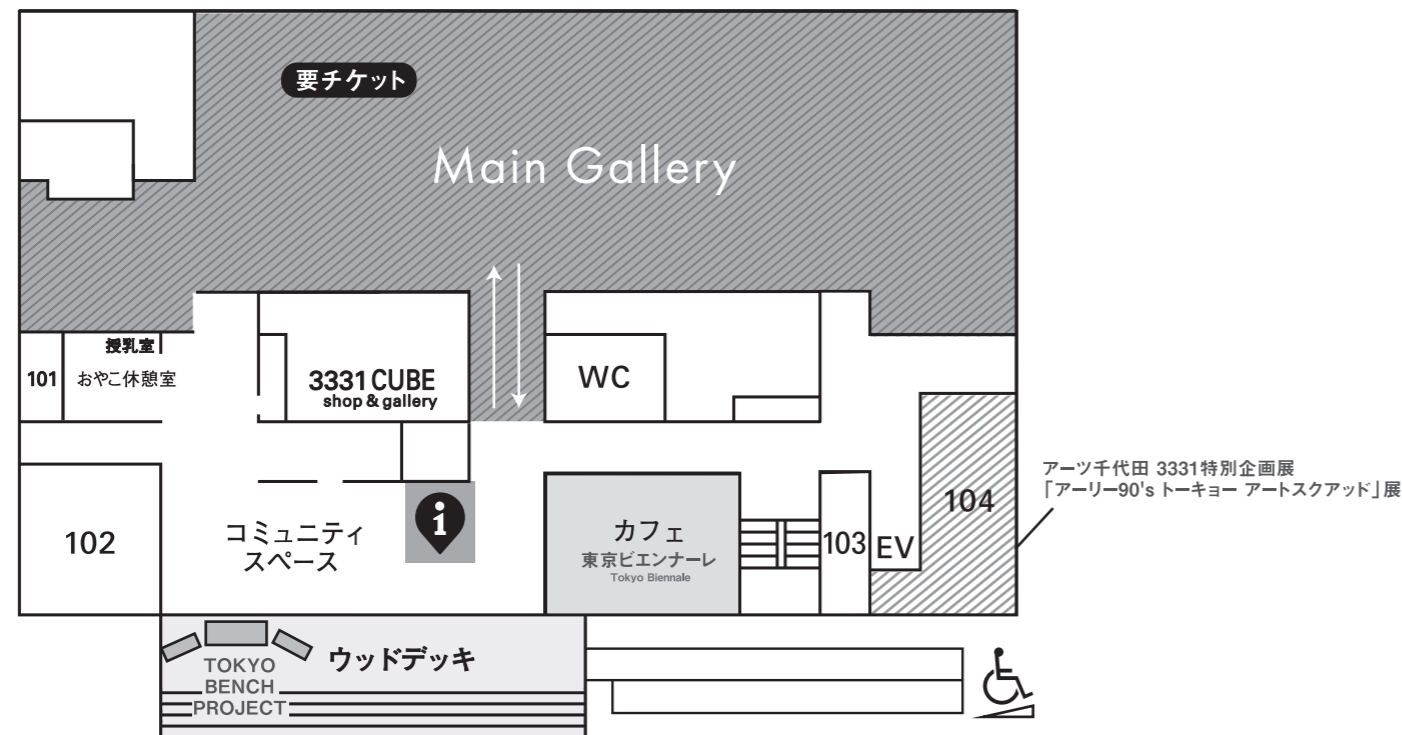 要チケット
Main Gallery
授乳室
101
おやこ休憩室
3331 CUBE
shop & gallery
WC
アーツ千代田 3331特別企画展
「アーリー90's トーキョー アートスクアッド」展
104
102
コミュニティ
スペース
i
カフェ
東京ビエンナーレ
Tokyo Biennale
103
EV
ウッドデッキ
TOKYO
BENCH
PROJECT